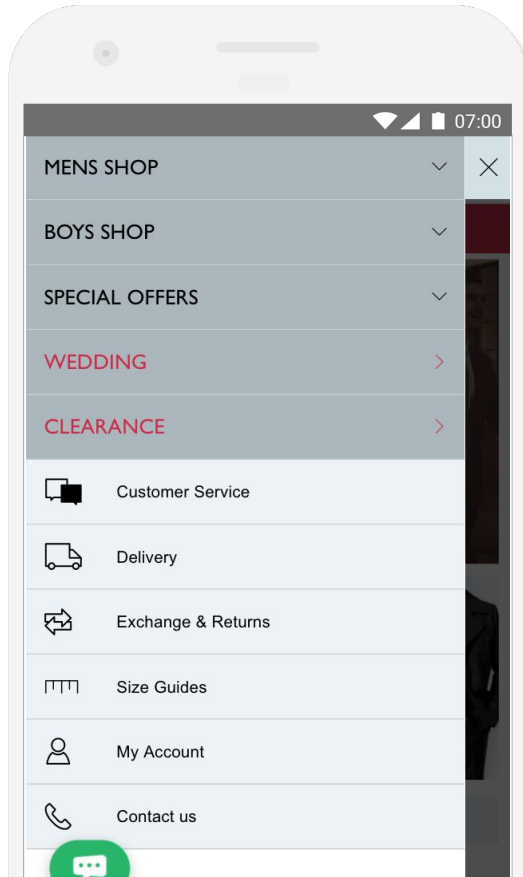 07:00
MENS SHOP
BOYS SHOP
SPECIAL OFFERS
WEDDING
CLEARANCE
Customer Service
Delivery
Exchange & Returns
Size Guides
My Account
Contact us